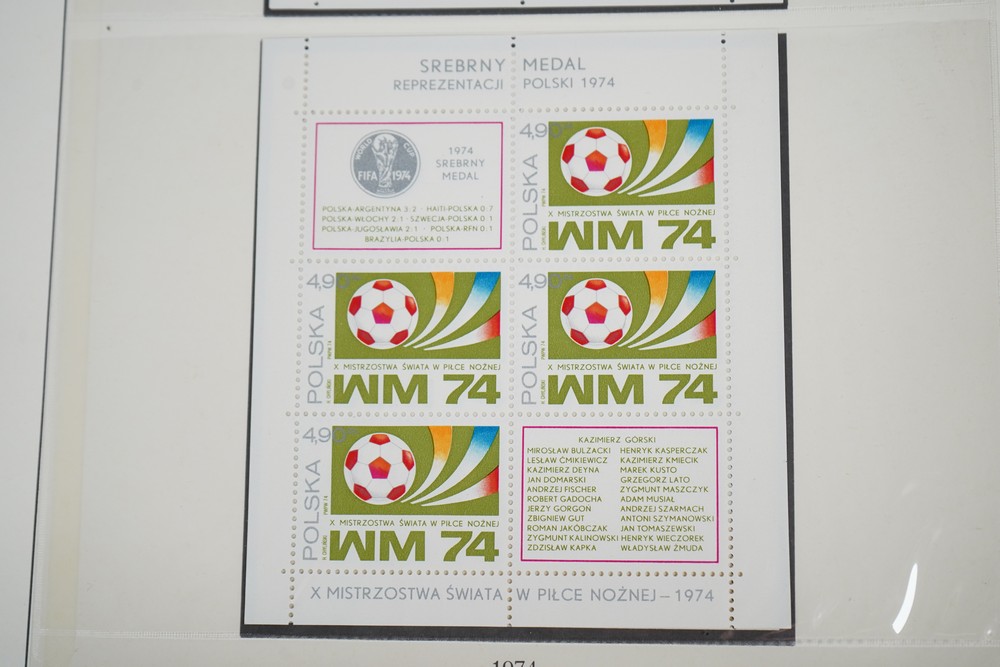 SREBRNY MEDAL
REPREZENTACJI POLSKI 1974
WORLD CUP
FIFA 1974
1974
SREBRNY
MEDAL
POLSKA-ARGENTYNA 3:2 · HAITI-POLSKA 0:7
POLSKA-WŁOCHY 2:1 · SZWECJA-POLSKA 0:1
POLSKA-JUGOSŁAWIA 2:1 · POLSKA-RFN 0:1
BRAZYLIA-POLSKA 0:1
4,90
POLSKA
X MISTRZOSTWA ŚWIATA W PIŁCE NOŻNEJ
WM 74
4,90
POLSKA
X MISTRZOSTWA ŚWIATA W PIŁCE NOŻNEJ
WM 74
4,90
POLSKA
X MISTRZOSTWA ŚWIATA W PIŁCE NOŻNEJ
WM 74
4,90
POLSKA
X MISTRZOSTWA ŚWIATA W PIŁCE NOŻNEJ
WM 74
KAZIMIERZ GÓRSKI
MIROSŁAW BULZACKI HENRYK KASPERCZAK
LESŁAW ĆMIKIEWICZ KAZIMIERZ KMIECIK
KAZIMIERZ DEYNA MAREK KUSTO
JAN DOMARSKI GRZEGORZ LATO
ANDRZEJ FISCHER ZYGMUNT MASZCZYK
ROBERT GADOCHA ADAM MUSIAŁ
JERZY GORGOŃ ANDRZEJ SZARMACH
ZBIGNIEW GUT ANTONI SZYMANOWSKI
ROMAN JAKÓBCZAK JAN TOMASZEWSKI
ZYGMUNT KALINOWSKI HENRYK WIECZOREK
ZDZISŁAW KAPKA WŁADYSŁAW ŻMUDA
X MISTRZOSTWA ŚWIATA W PIŁCE NOŻNEJ – 1974
1974